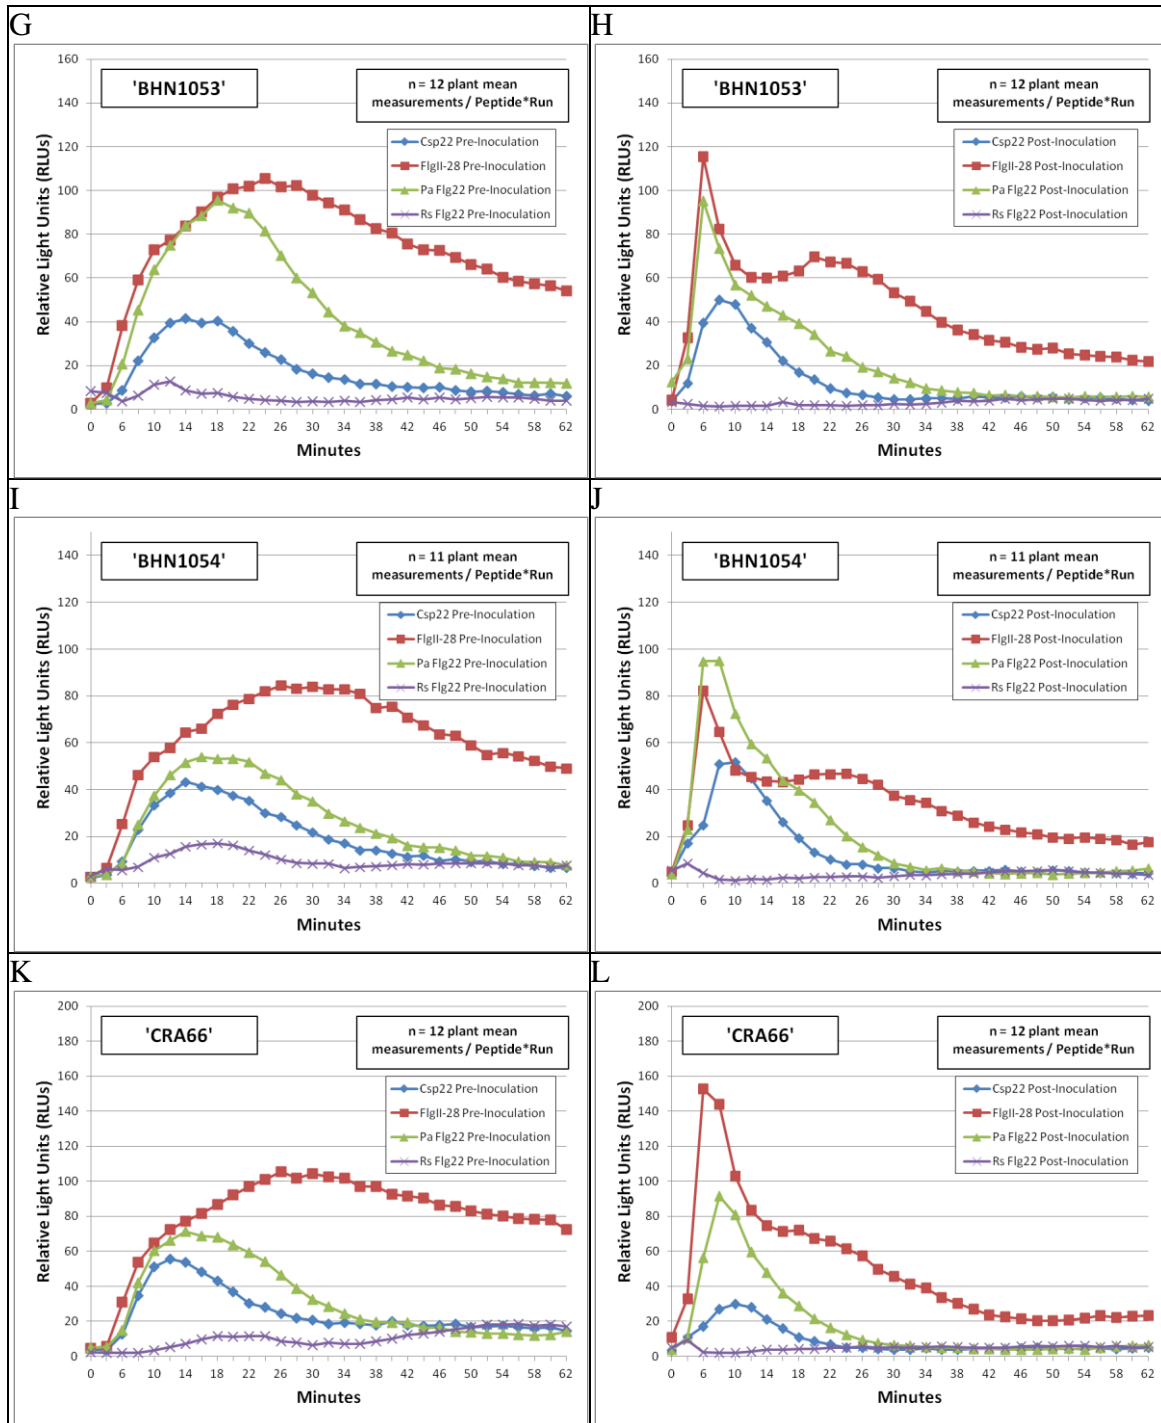 G
160
140
120
100
80
60
40
20
0
Relative Light Units (RLUs)
'BHN1053'
n = 12 plant mean
measurements / Peptide*Run
Csp22 Pre-Inoculation
FlgII-28 Pre-Inoculation
Pa Flg22 Pre-Inoculation
Rs Flg22 Pre-Inoculation
0 6 10 14 18 22 26 30 34 38 42 46 50 54 58 62
Minutes
H
160
140
120
100
80
60
40
20
0
Relative Light Units (RLUs)
'BHN1053'
n = 12 plant mean
measurements / Peptide*Run
Csp22 Post-Inoculation
FlgII-28 Post-Inoculation
Pa Flg22 Post-Inoculation
Rs Flg22 Post-Inoculation
0 6 10 14 18 22 26 30 34 38 42 46 50 54 58 62
Minutes
I
140
120
100
80
60
40
20
0
Relative Light Units (RLUs)
'BHN1054'
n = 11 plant mean
measurements / Peptide*Run
Csp22 Pre-Inoculation
FlgII-28 Pre-Inoculation
Pa Flg22 Pre-Inoculation
Rs Flg22 Pre-Inoculation
0 6 10 14 18 22 26 30 34 38 42 46 50 54 58 62
Minutes
J
140
120
100
80
60
40
20
0
Relative Light Units (RLUs)
'BHN1054'
n = 11 plant mean
measurements / Peptide*Run
Csp22 Post-Inoculation
FlgII-28 Post-Inoculation
Pa Flg22 Post-Inoculation
Rs Flg22 Post-Inoculation
0 6 10 14 18 22 26 30 34 38 42 46 50 54 58 62
Minutes
K
200
180
160
140
120
100
80
60
40
20
0
Relative Light Units (RLUs)
'CRA66'
n = 12 plant mean
measurements / Peptide*Run
Csp22 Pre-Inoculation
FlgII-28 Pre-Inoculation
Pa Flg22 Pre-Inoculation
Rs Flg22 Pre-Inoculation
0 6 10 14 18 22 26 30 34 38 42 46 50 54 58 62
Minutes
L
200
180
160
140
120
100
80
60
40
20
0
Relative Light Units (RLUs)
'CRA66'
n = 12 plant mean
measurements / Peptide*Run
Csp22 Post-Inoculation
FlgII-28 Post-Inoculation
Pa Flg22 Post-Inoculation
Rs Flg22 Post-Inoculation
0 6 10 14 18 22 26 30 34 38 42 46 50 54 58 62
Minutes